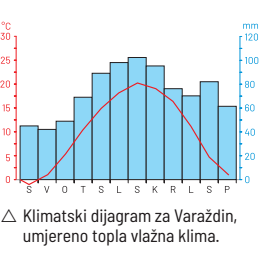 °C mm
30 120
25 100
20 80
15 60
10 40
5 20
0 0
S V O T S L S K R L S P
△ Klimatski dijagram za Varaždin,
umjereno topla vlažna klima.